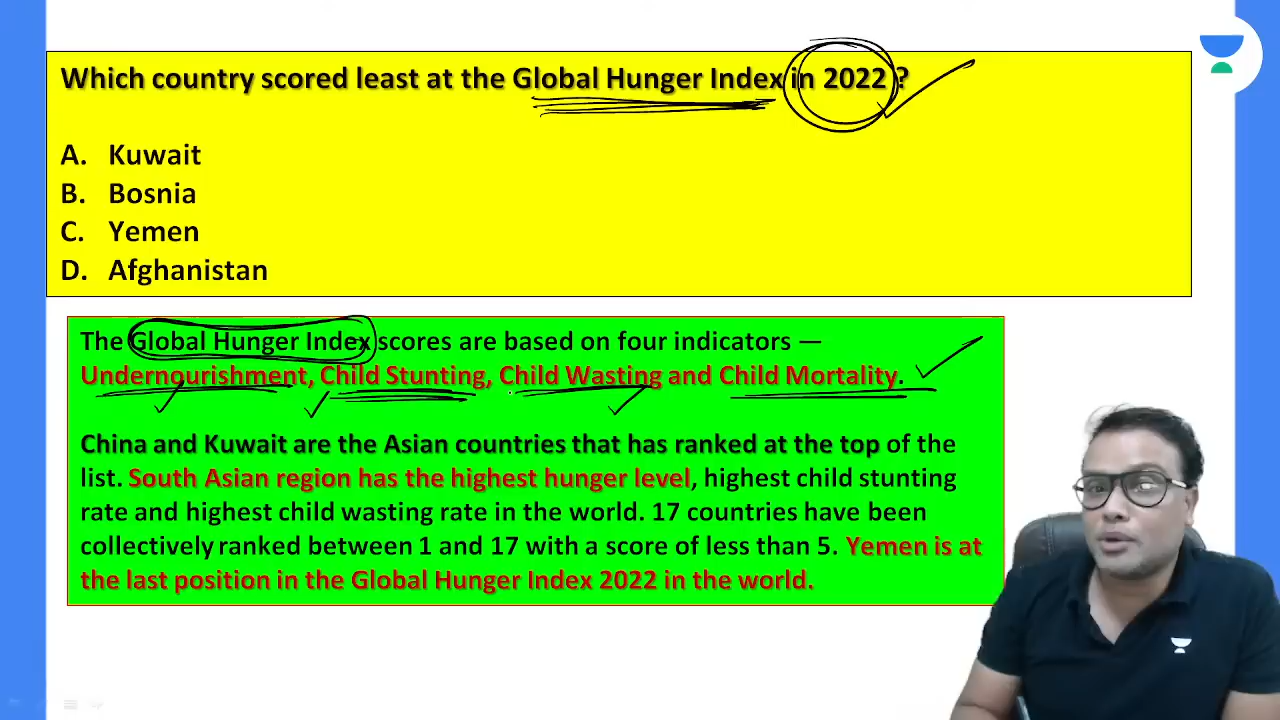 Which country scored least at the Global Hunger Index in 2022 ?
A. Kuwait
B. Bosnia
C. Yemen
D. Afghanistan
The Global Hunger Index scores are based on four indicators —
Undernourishment, Child Stunting, Child Wasting and Child Mortality.
China and Kuwait are the Asian countries that has ranked at the top of the
list. South Asian region has the highest hunger level, highest child stunting
rate and highest child wasting rate in the world. 17 countries have been
collectively ranked between 1 and 17 with a score of less than 5. Yemen is at
the last position in the Global Hunger Index 2022 in the world.